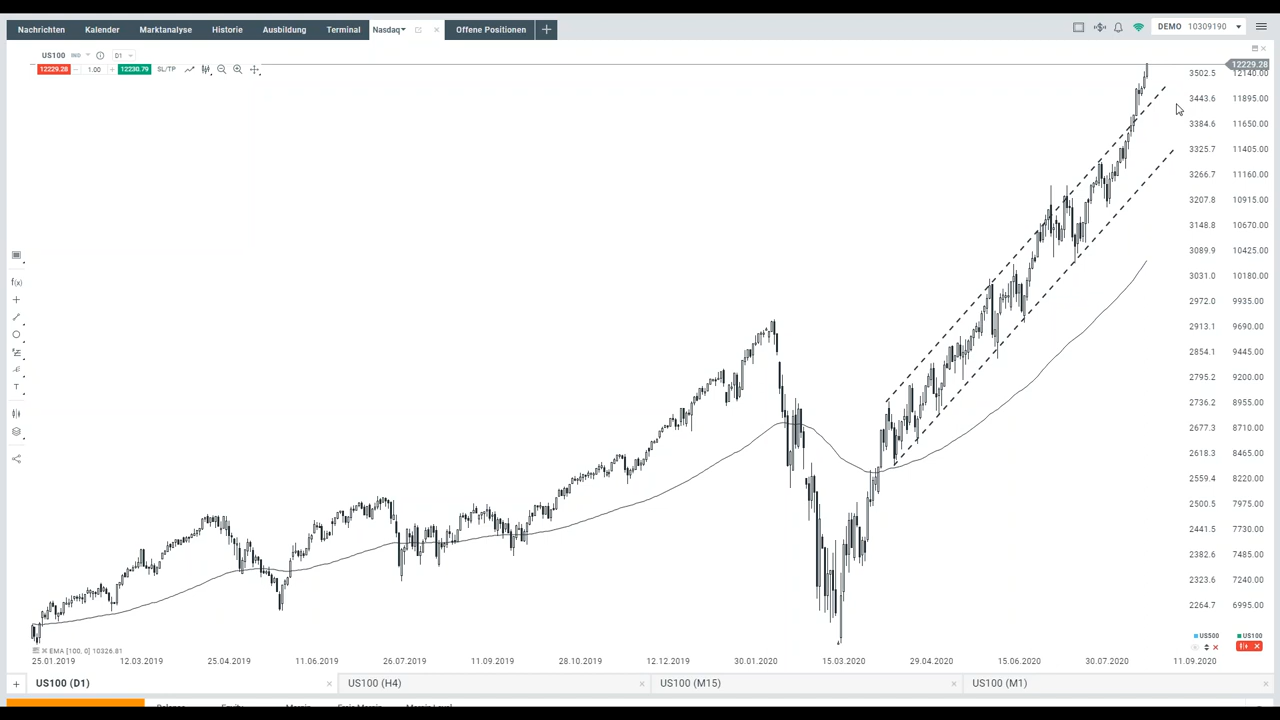 Nachrichten Kalender Marktanalyse Historie Ausbildung Terminal Nasdaq Offene Positionen DEMO 10309190
US100 D1
12229.28 1.00 12230.79 SL/TP
12229.28
3502.5 12140.00
3443.6 11895.00
3384.6 11650.00
3325.7 11405.00
3266.7 11160.00
3207.8 10915.00
3148.8 10670.00
3089.9 10425.00
3031.0 10180.00
2972.0 9935.00
2913.1 9690.00
2854.1 9445.00
2795.2 9200.00
2736.2 8955.00
2677.3 8710.00
2618.3 8465.00
2559.4 8220.00
2500.5 7975.00
2441.5 7730.00
2382.6 7485.00
2323.6 7240.00
2264.7 6995.00
f(x)
T
US500 US100
EMA [100, 0] 10326.81
25.01.2019 12.03.2019 25.04.2019 11.06.2019 26.07.2019 11.09.2019 28.10.2019 12.12.2019 30.01.2020 15.03.2020 29.04.2020 15.06.2020 30.07.2020 11.09.2020
US100 (D1) US100 (H4) US100 (M15) US100 (M1)
Balance Equity Margin Free Margin Margin Level